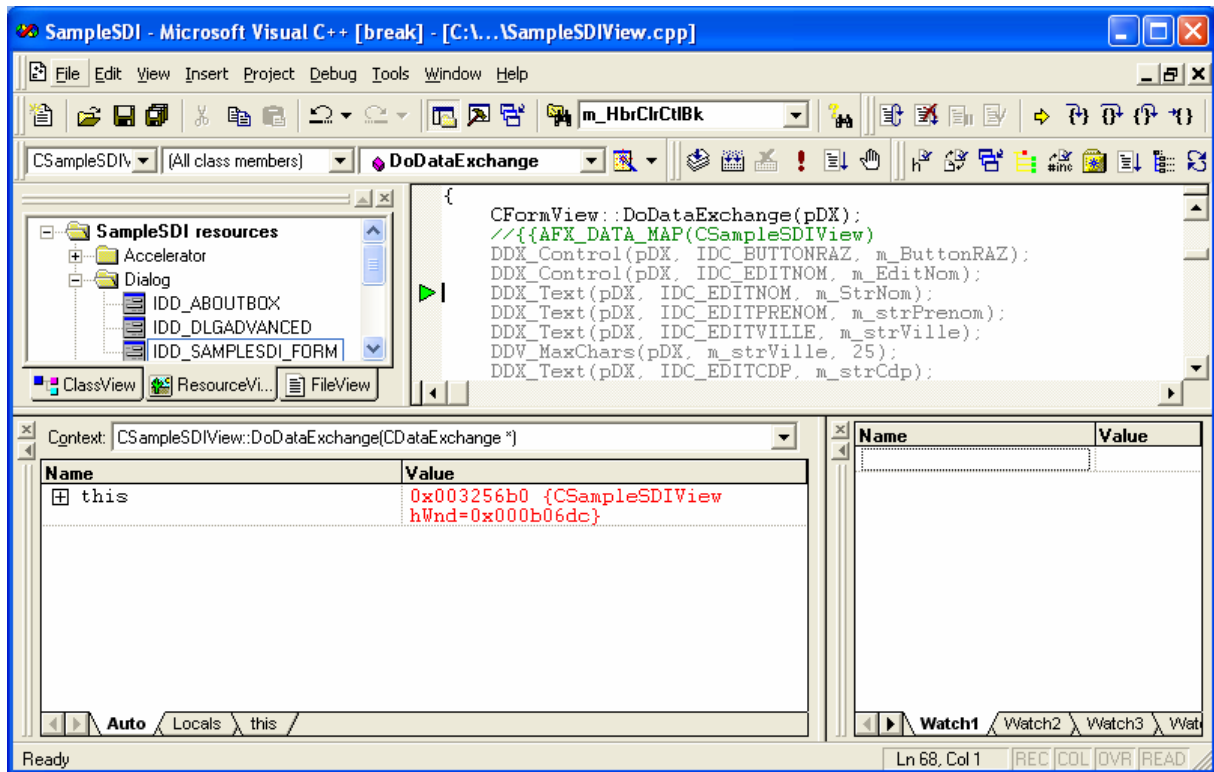 SampleSDI - Microsoft Visual C++ [break] - [C:\...\SampleSDIView.cpp]
File Edit View Insert Project Debug Tools Window Help
m_HbrClrCtlBk
CSampleSDIV (All class members) DoDataExchange
#inc
SampleSDI resources
Accelerator
Dialog
IDD_ABOUTBOX
IDD_DLGADVANCED
IDD_SAMPLESDI_FORM
ClassView ResourceVi... FileView
{
CFormView::DoDataExchange(pDX);
//{{AFX_DATA_MAP(CSampleSDIView)
DDX_Control(pDX, IDC_BUTTONRAZ, m_ButtonRAZ);
DDX_Control(pDX, IDC_EDITNOM, m_EditNom);
DDX_Text(pDX, IDC_EDITNOM, m_StrNom);
DDX_Text(pDX, IDC_EDITPRENOM, m_strPrenom);
DDX_Text(pDX, IDC_EDITVILLE, m_strVille);
DDV_MaxChars(pDX, m_strVille, 25);
DDX_Text(pDX, IDC_EDITCDP, m_strCdp);
Context: CSampleSDIView::DoDataExchange(CDataExchange *)
Name Value
this 0x003256b0 {CSampleSDIView
hWnd=0x000b06dc}
Auto Locals this
Name Value
Watch1 Watch2 Watch3 Wat
Ready Ln 68, Col 1 REC COL OVR READ